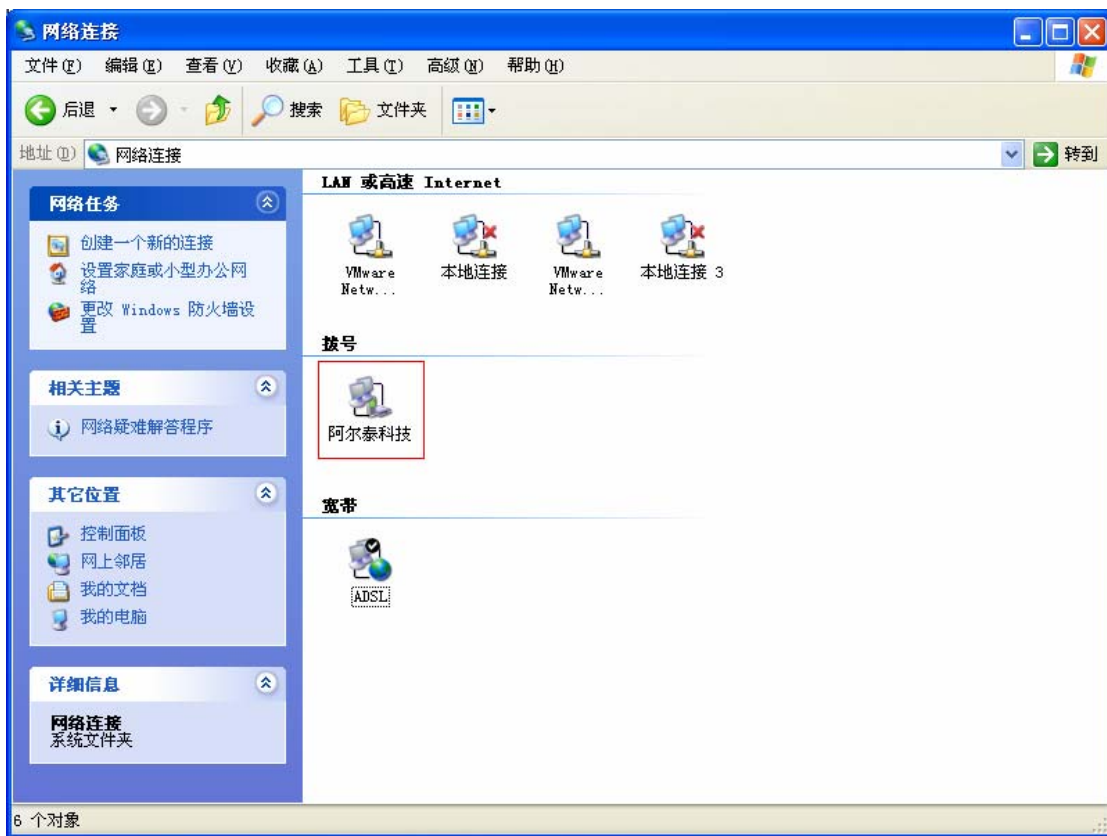 网络连接
文件(F) 编辑(E) 查看(V) 收藏(A) 工具(T) 高级(N) 帮助(H)
后退 搜索 文件夹
地址(D) 网络连接 转到
网络任务
创建一个新的连接
设置家庭或小型办公网
络
更改 Windows 防火墙设
置
相关主题
网络疑难解答程序
其它位置
控制面板
网上邻居
我的文档
我的电脑
详细信息
网络连接
系统文件夹
LAN 或高速 Internet
VMware
Netw...
本地连接
VMware
Netw...
本地连接 3
拨号
阿尔泰科技
宽带
ADSL
6 个对象